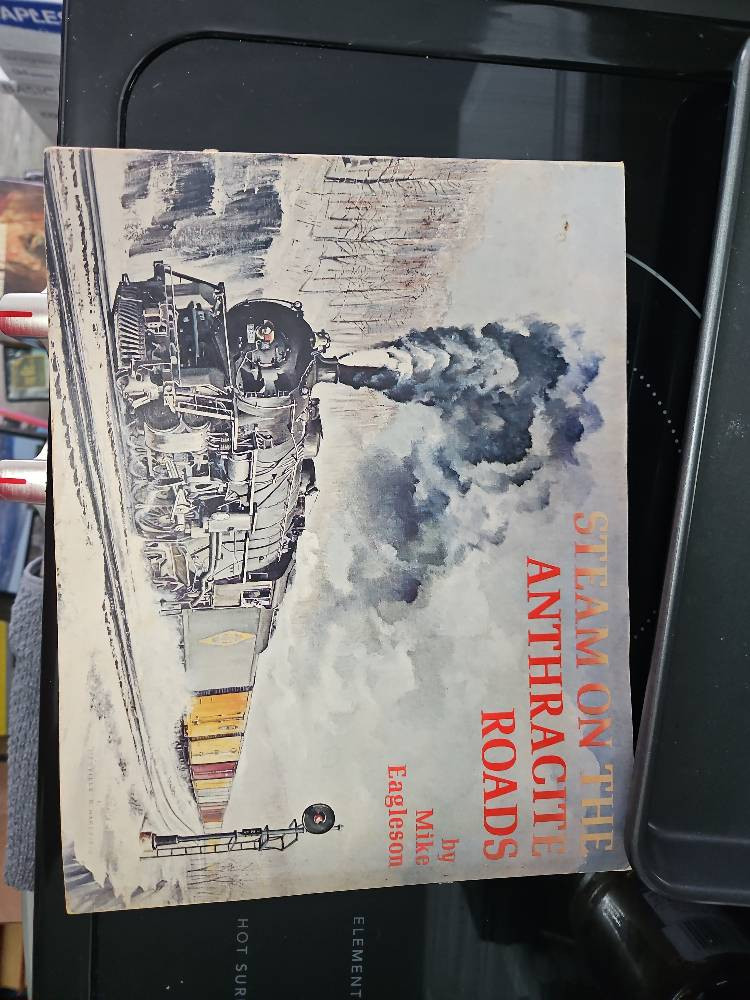 STEAM ON THE
ANTHRACITE
ROADS
by
Mike
Eagleson
HOT SUR
ELEMENT